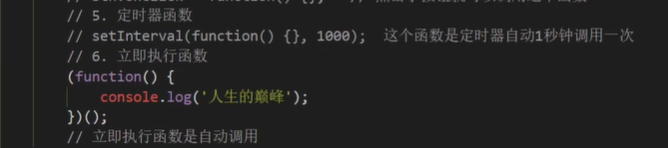 // 5. 定时器函数
// setInterval(function() {}, 1000);  这个函数是定时器自动1秒钟调用一次
// 6. 立即执行函数
(function() {
    console.log('人生的巅峰');
})();
// 立即执行函数是自动调用